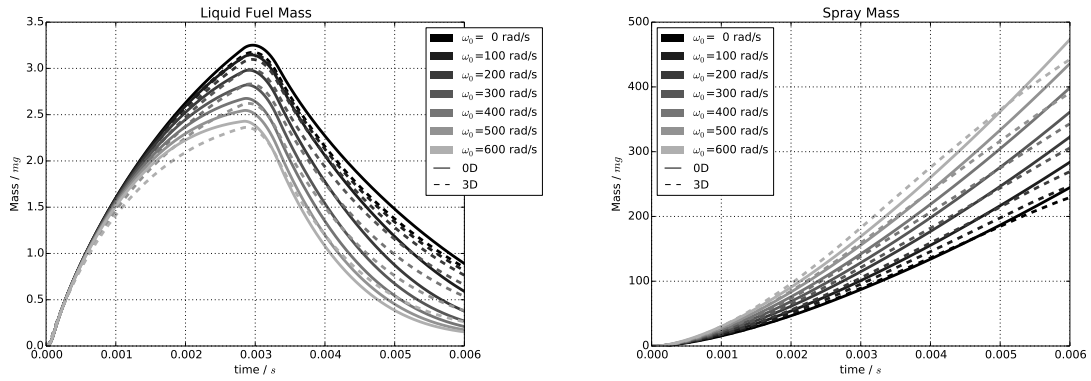 Liquid Fuel Mass
Mass / mg
3.5
3.0
2.5
2.0
1.5
1.0
0.5
0.0
0.000 0.001 0.002 0.003 0.004 0.005 0.006
time / s
ω₀= 0 rad/s
ω₀=100 rad/s
ω₀=200 rad/s
ω₀=300 rad/s
ω₀=400 rad/s
ω₀=500 rad/s
ω₀=600 rad/s
0D
3D
Spray Mass
Mass / mg
500
400
300
200
100
0
0.000 0.001 0.002 0.003 0.004 0.005 0.006
time / s
ω₀= 0 rad/s
ω₀=100 rad/s
ω₀=200 rad/s
ω₀=300 rad/s
ω₀=400 rad/s
ω₀=500 rad/s
ω₀=600 rad/s
0D
3D